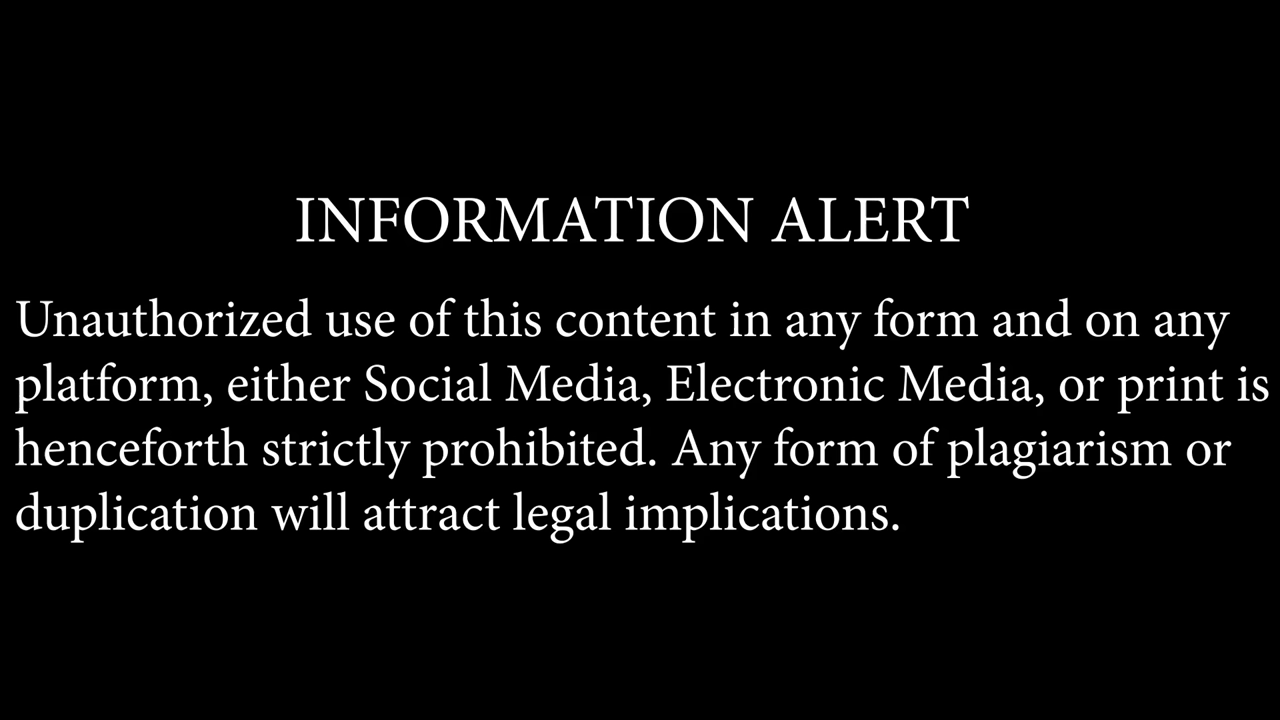 INFORMATION ALERT
Unauthorized use of this content in any form and on any
platform, either Social Media, Electronic Media, or print is
henceforth strictly prohibited. Any form of plagiarism or
duplication will attract legal implications.